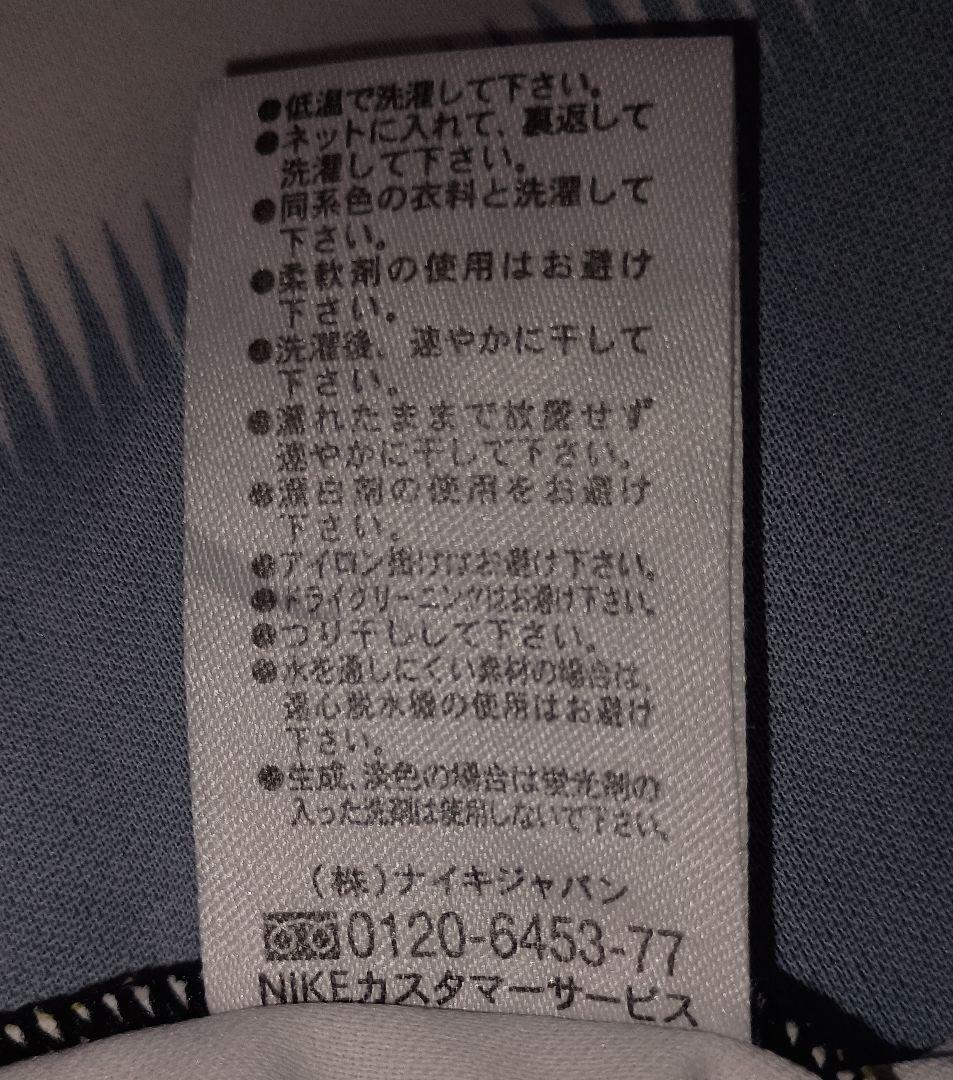 ●低温で洗濯して下さい。
●ネットに入れて、裏返して
洗濯して下さい。
●同系色の衣料と洗濯して
下さい。
●柔軟剤の使用はお避け
下さい。
●洗濯後、速やかに干して
下さい。
●濡れたままで放置せず
速やかに干して下さい。
●漂白剤の使用をお避け
下さい。
●アイロン掛けはお避け下さい。
●ドライクリーニングはお避け下さい。
●つり干しして下さい。
●水を通しにくい素材の場合は、
遠心脱水機の使用はお避け
下さい。
●生成、淡色の場合は蛍光剤の
入った洗剤は使用しないで下さい。
(株)ナイキジャパン
0120-6453-77
NIKEカスタマーサービス